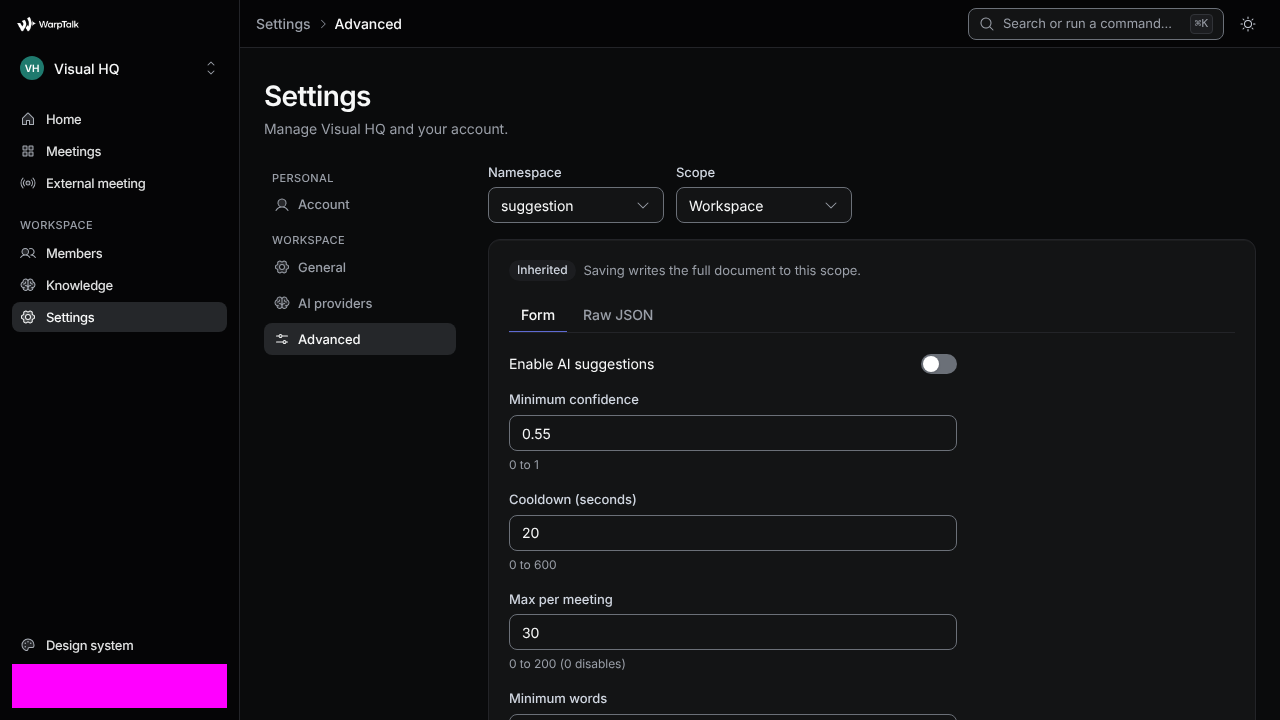 WarpTalk
Settings > Advanced
Search or run a command... ⌘K
VH Visual HQ
Home
Meetings
External meeting
WORKSPACE
Members
Knowledge
Settings
Design system
Settings
Manage Visual HQ and your account.
PERSONAL
Account
WORKSPACE
General
AI providers
Advanced
Namespace
suggestion
Scope
Workspace
Inherited Saving writes the full document to this scope.
Form Raw JSON
Enable AI suggestions
Minimum confidence
0.55
0 to 1
Cooldown (seconds)
20
0 to 600
Max per meeting
30
0 to 200 (0 disables)
Minimum words